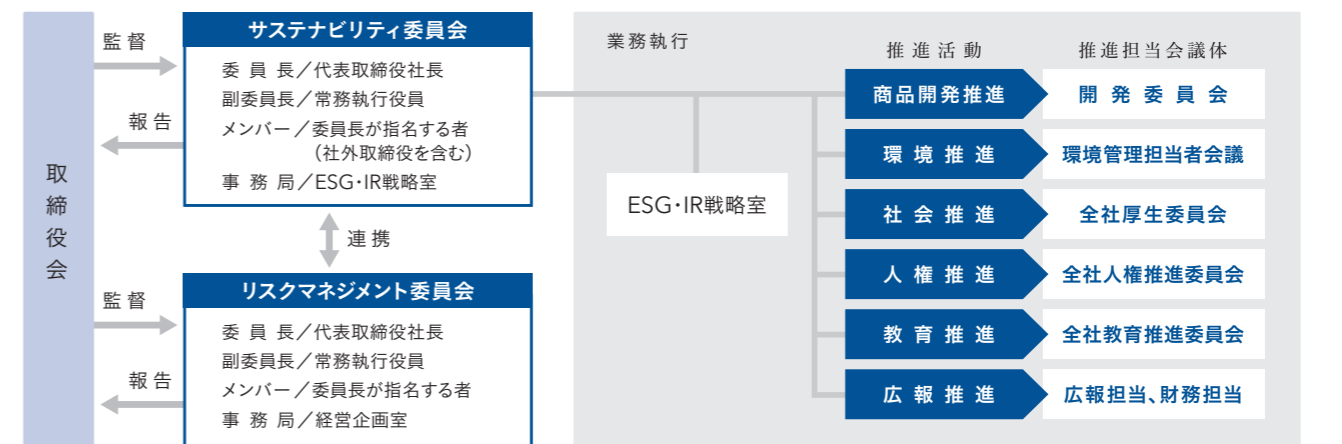 取締役会
監督
報告
サステナビリティ委員会
委員長／代表取締役社長
副委員長／常務執行役員
メンバー／委員長が指名する者
（社外取締役を含む）
事務局／ESG・IR戦略室
連携
監督
報告
リスクマネジメント委員会
委員長／代表取締役社長
副委員長／常務執行役員
メンバー／委員長が指名する者
事務局／経営企画室
業務執行
ESG・IR戦略室
推進活動 推進担当会議体
商品開発推進 開発委員会
環境推進 環境管理担当者会議
社会推進 全社厚生委員会
人権推進 全社人権推進委員会
教育推進 全社教育推進委員会
広報推進 広報担当、財務担当